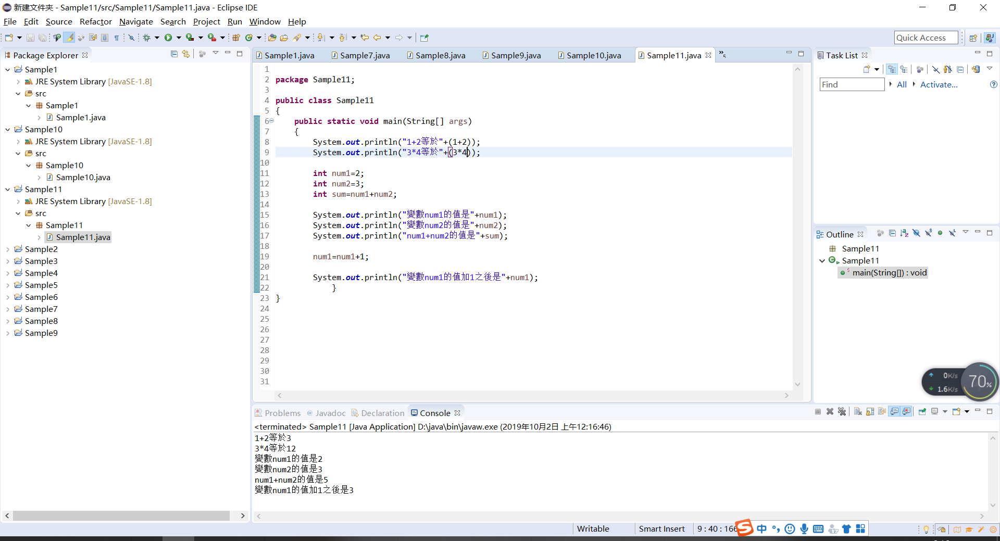 新建文件夹 - Sample11/src/Sample11/Sample11.java - Eclipse IDE
File Edit Source Refactor Navigate Search Project Run Window Help
Quick Access
Package Explorer
Sample1
JRE System Library [JavaSE-1.8]
src
Sample1
Sample1.java
Sample10
JRE System Library [JavaSE-1.8]
src
Sample10
Sample10.java
Sample11
JRE System Library [JavaSE-1.8]
src
Sample11
Sample11.java
Sample2
Sample3
Sample4
Sample5
Sample6
Sample7
Sample8
Sample9
Sample1.java Sample7.java Sample8.java Sample9.java Sample10.java Sample11.java »5
1
2 package Sample11;
3
4 public class Sample11
5 {
6 public static void main(String[] args)
7 {
8 System.out.println("1+2等於"+(1+2));
9 System.out.println("3*4等於"+(3*4));
10
11 int num1=2;
12 int num2=3;
13 int sum=num1+num2;
14
15 System.out.println("變數num1的值是"+num1);
16 System.out.println("變數num2的值是"+num2);
17 System.out.println("num1+num2的值是"+sum);
18
19 num1=num1+1;
20
21 System.out.println("變數num1的值加1之後是"+num1);
22 }
23 }
24
25
26
27
28
29
30
31
Task List
Find All Activate...
Outline
Sample11
Sample11
main(String[]) : void
0K/s
1.6K/s
70%
Problems @ Javadoc Declaration Console
<terminated> Sample11 [Java Application] D:\java\bin\javaw.exe (2019年10月2日 上午12:16:46)
1+2等於3
3*4等於12
變數num1的值是2
變數num2的值是3
num1+num2的值是5
變數num1的值加1之後是3
Writable Smart Insert 9 : 40 : 166 中